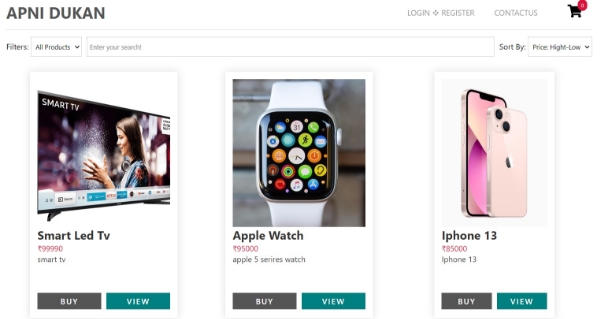 APNI DUKAN
LOGIN ❖ REGISTER
CONTACTUS
0
Filters: All Products Enter your search! Sort By: Price: Hight-Low
SMART TV
Smart Led Tv
₹99990
smart tv
BUY VIEW
Apple Watch
₹95000
apple 5 serires watch
BUY VIEW
Iphone 13
₹85000
Iphone 13
BUY VIEW